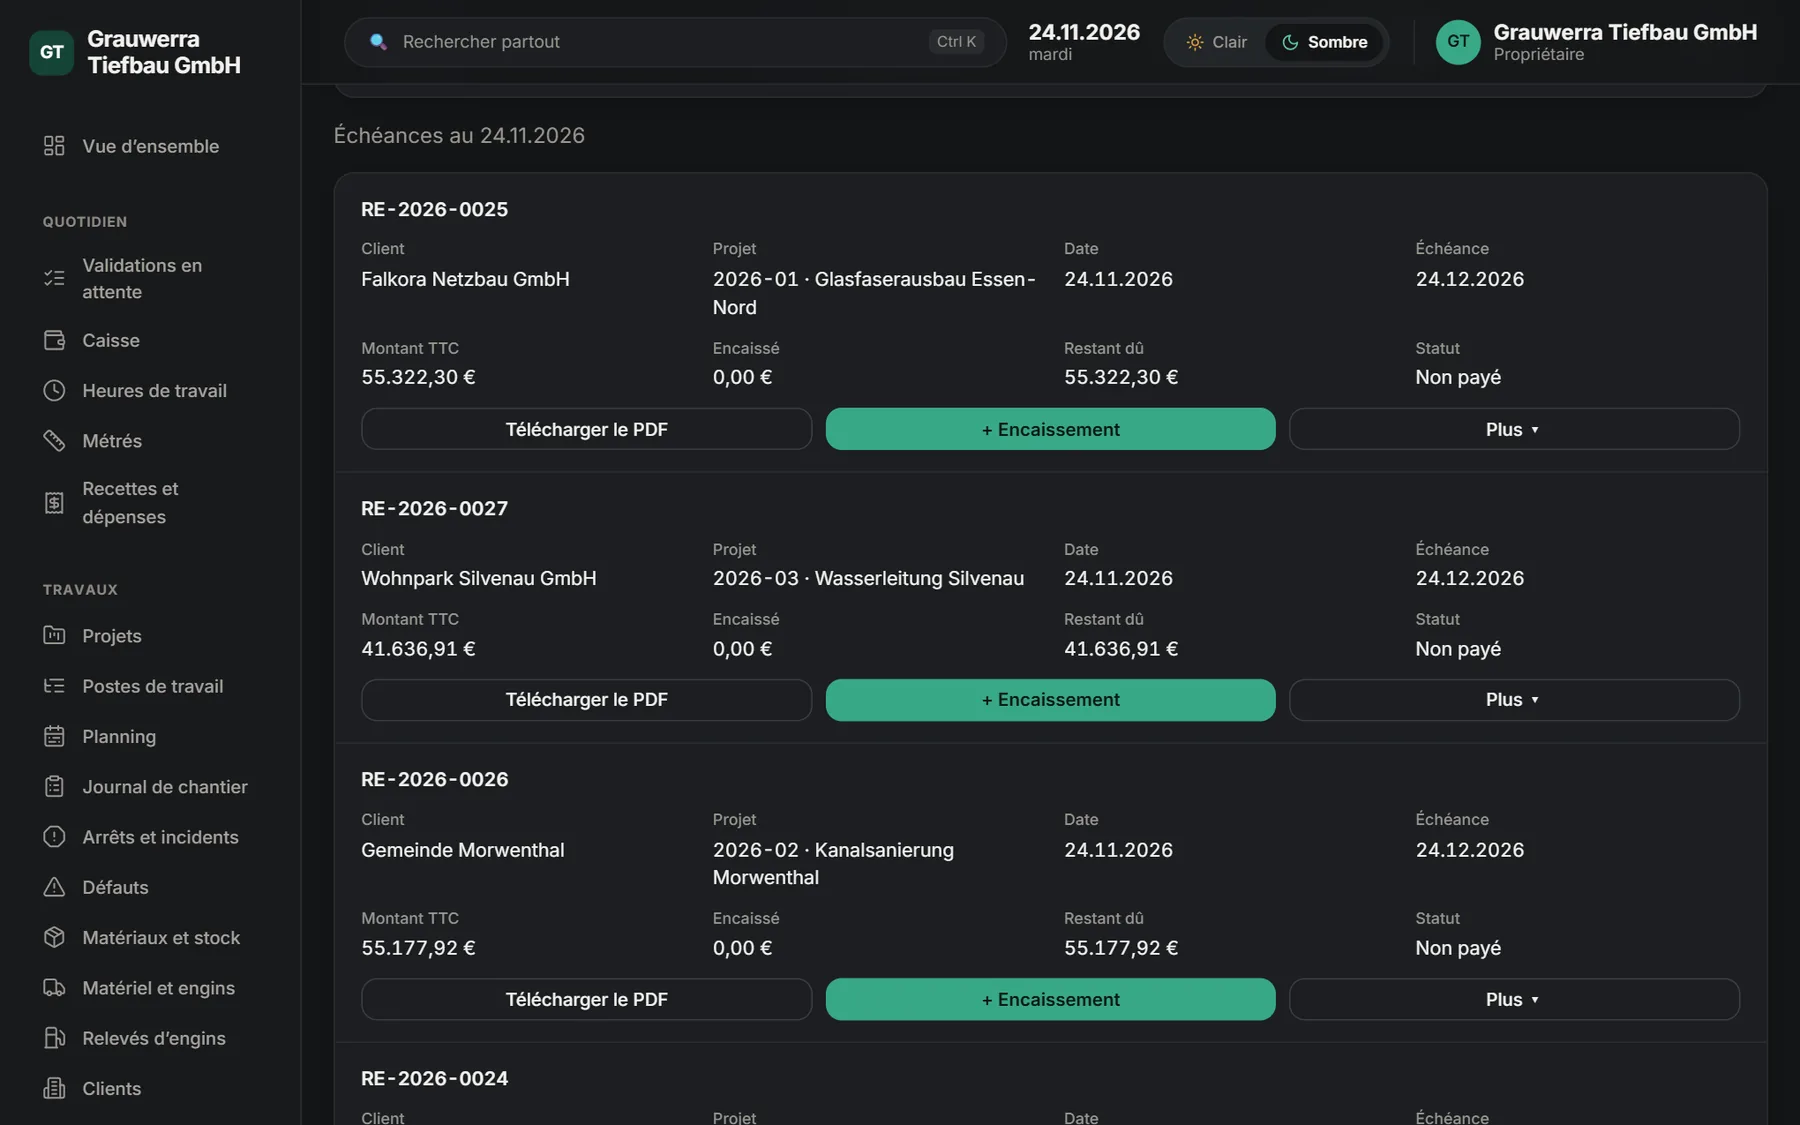 GT
Grauwerra
Tiefbau GmbH
Vue d’ensemble
QUOTIDIEN
Validations en
attente
Caisse
Heures de travail
Métrés
Recettes et
dépenses
TRAVAUX
Projets
Postes de travail
Planning
Journal de chantier
Arrêts et incidents
Défauts
Matériaux et stock
Matériel et engins
Relevés d’engins
Clients
Rechercher partout
Ctrl K
24.11.2026
mardi
Clair
Sombre
GT
Grauwerra Tiefbau GmbH
Propriétaire
Échéances au 24.11.2026
RE-2026-0025
Client
Projet
Date
Échéance
Falkora Netzbau GmbH
2026-01 · Glasfaserausbau Essen-
Nord
24.11.2026
24.12.2026
Montant TTC
Encaissé
Restant dû
Statut
55.322,30 €
0,00 €
55.322,30 €
Non payé
Télécharger le PDF
+ Encaissement
Plus ▾
RE-2026-0027
Client
Projet
Date
Échéance
Wohnpark Silvenau GmbH
2026-03 · Wasserleitung Silvenau
24.11.2026
24.12.2026
Montant TTC
Encaissé
Restant dû
Statut
41.636,91 €
0,00 €
41.636,91 €
Non payé
Télécharger le PDF
+ Encaissement
Plus ▾
RE-2026-0026
Client
Projet
Date
Échéance
Gemeinde Morwenthal
2026-02 · Kanalsanierung
Morwenthal
24.11.2026
24.12.2026
Montant TTC
Encaissé
Restant dû
Statut
55.177,92 €
0,00 €
55.177,92 €
Non payé
Télécharger le PDF
+ Encaissement
Plus ▾
RE-2026-0024
Client
Projet
Date
Échéance